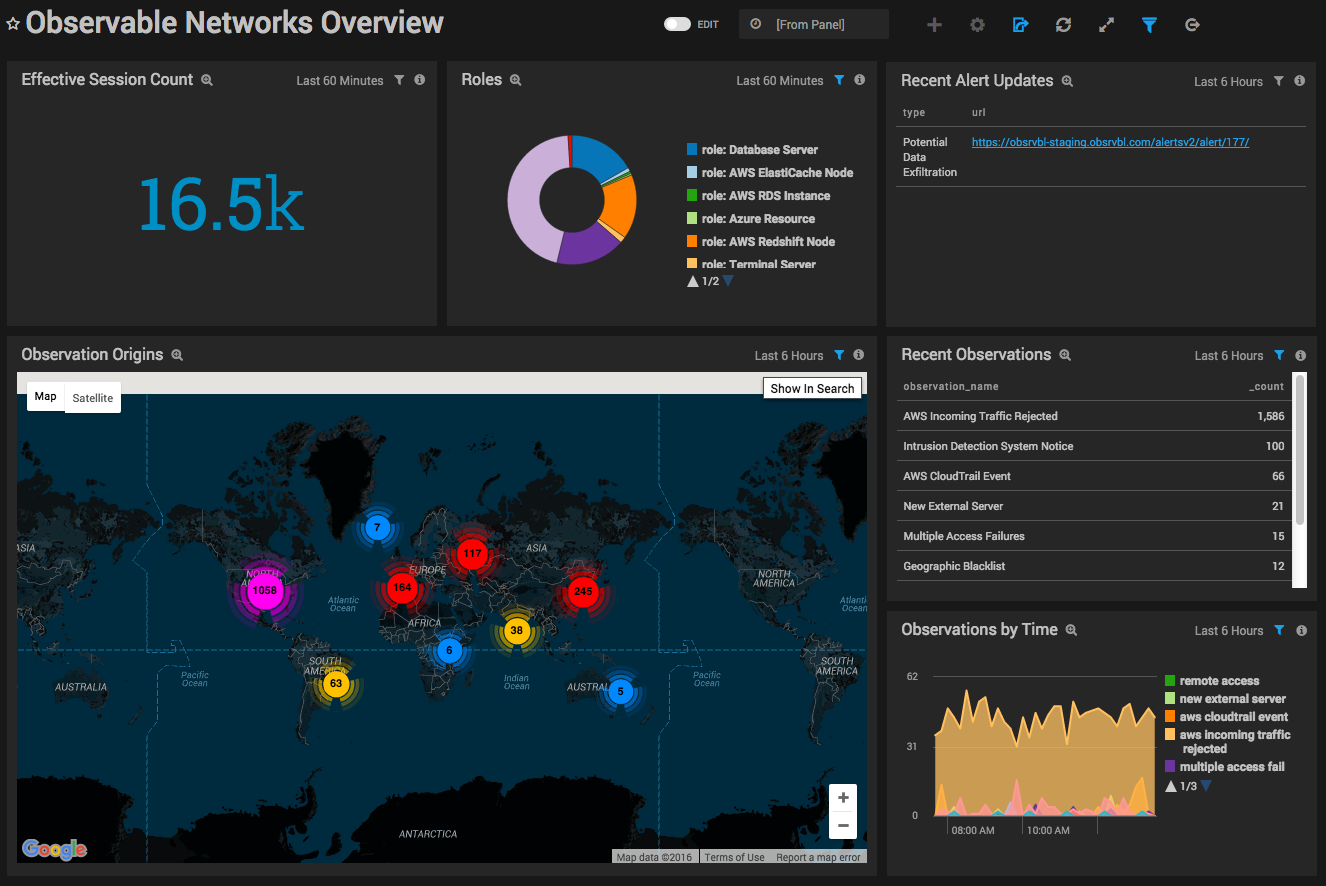 Observable Networks Overview
EDIT
[From Panel]
Effective Session Count
Last 60 Minutes
16.5k
Roles
Last 60 Minutes
role: Database Server
role: AWS ElastiCache Node
role: AWS RDS Instance
role: Azure Resource
role: AWS Redshift Node
role: Terminal Server
1/2
Recent Alert Updates
Last 6 Hours
type url
Potential
Data
Exfiltration
https://obsrvbl-staging.obsrvbl.com/alertsv2/alert/177/
Observation Origins
Last 6 Hours
Map
Satellite
Show In Search
ASIA
7
117
ASIA
EUROPE
NORTH
AMERICA
1058
164
245
NORTH
AMERICA
Atlantic
Ocean
AFRICA
38
6
SOUTH
AMERICA
63
Pacific
Ocean
Indian
Ocean
AUSTRALIA
AUSTRAL
5
Pacific
Ocean
SOUTH
AMERICA
Atlanti
Ocean
ANTARCTICA
+
−
Google
Map data ©2016
Terms of Use
Report a map error
Recent Observations
Last 6 Hours
observation_name _count
AWS Incoming Traffic Rejected 1,586
Intrusion Detection System Notice 100
AWS CloudTrail Event 66
New External Server 21
Multiple Access Failures 15
Geographic Blacklist 12
Observations by Time
Last 6 Hours
62
31
0
08:00 AM
10:00 AM
remote access
new external server
aws cloudtrail event
aws incoming traffic
rejected
multiple access fail
1/3